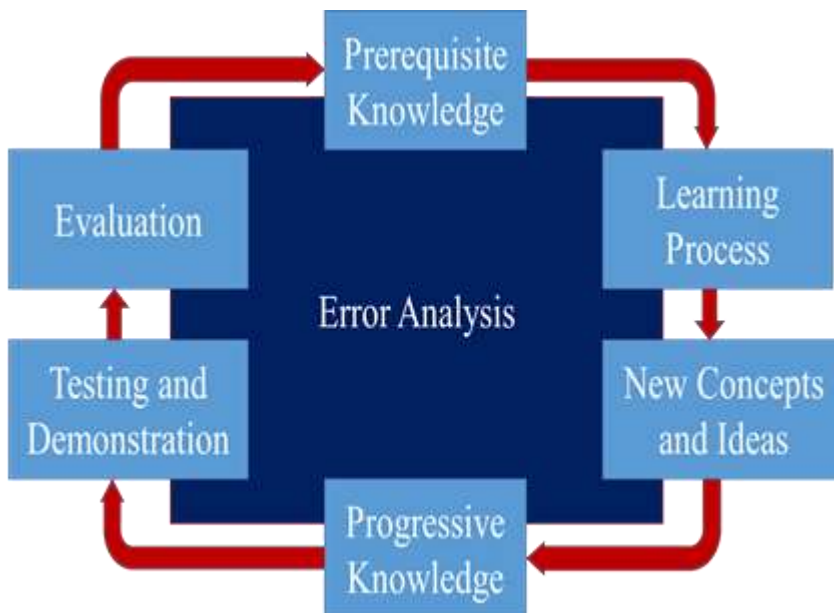 Prerequisite
Knowledge
Evaluation
Learning
Process
Error Analysis
Testing and
Demonstration
New Concepts
and Ideas
Progressive
Knowledge